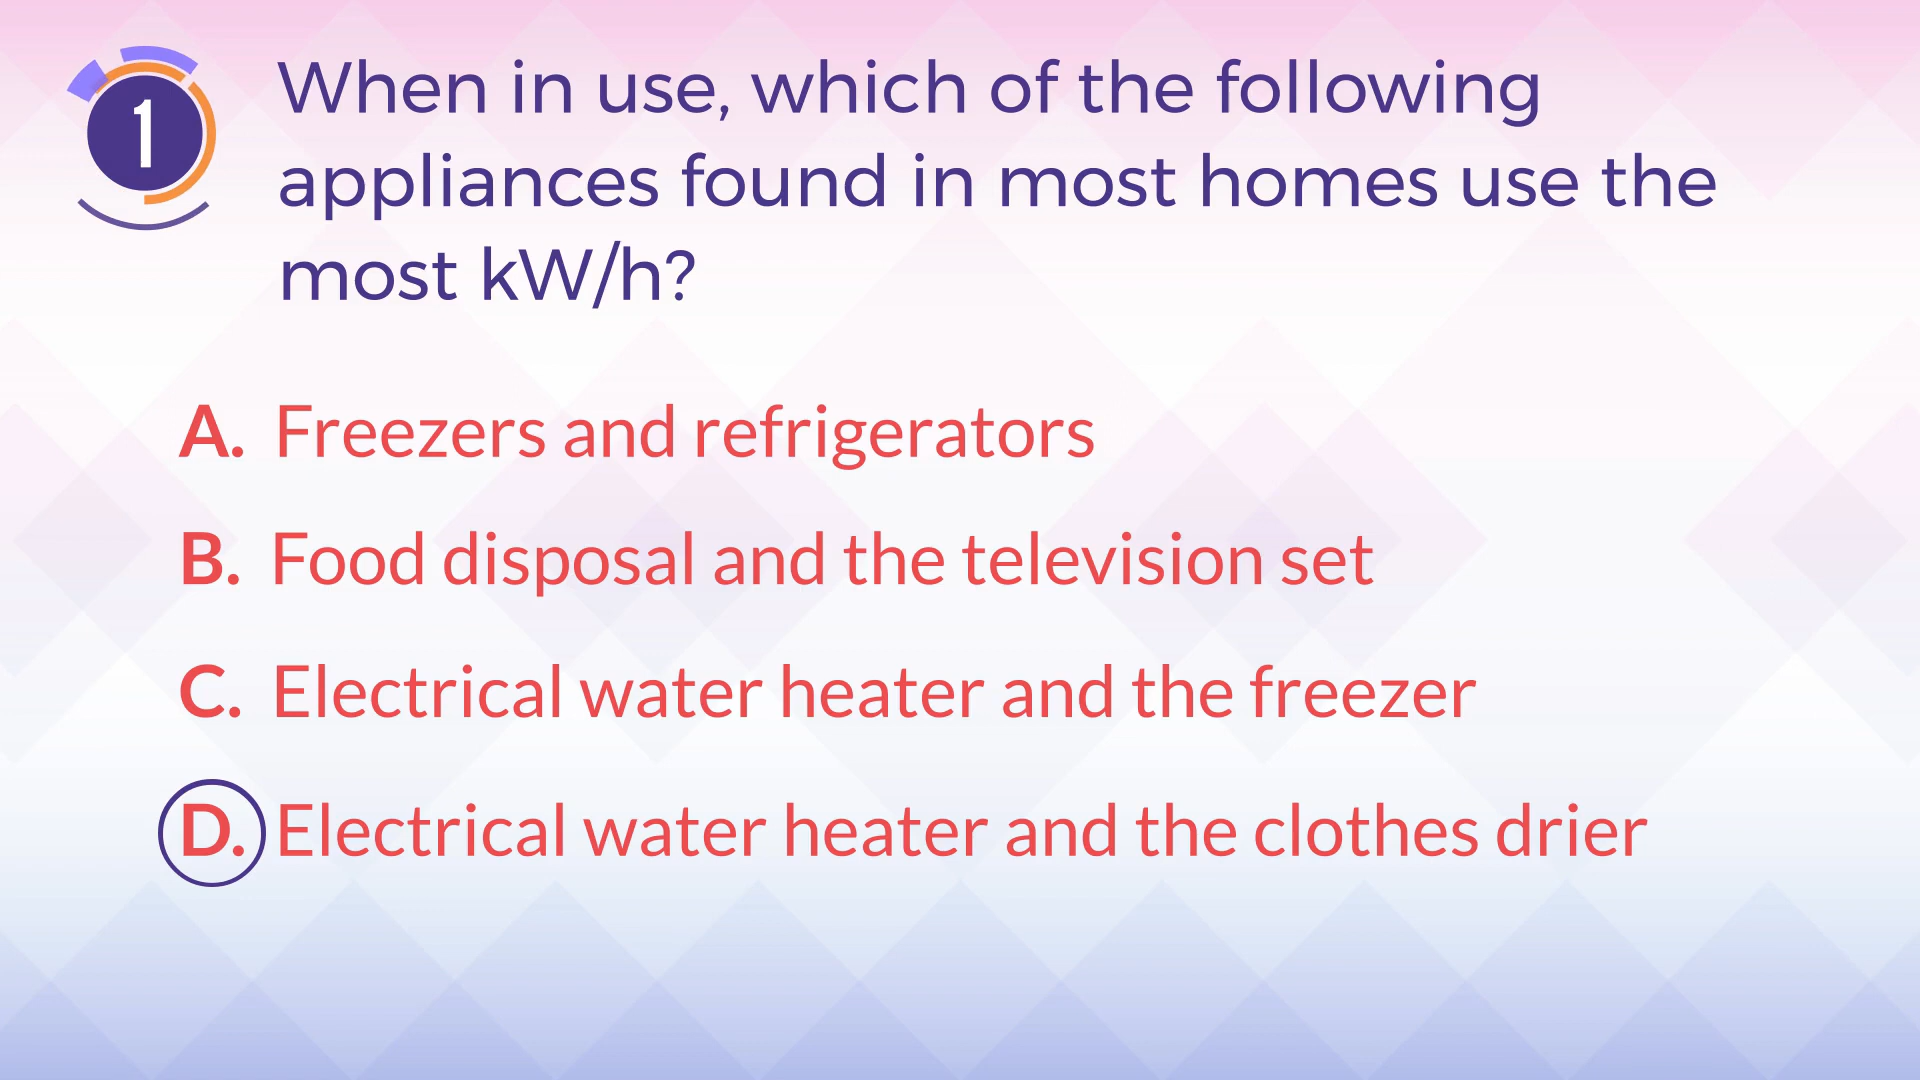 1
When in use, which of the following
appliances found in most homes use the
most kW/h?
A. Freezers and refrigerators
B. Food disposal and the television set
C. Electrical water heater and the freezer
D. Electrical water heater and the clothes drier